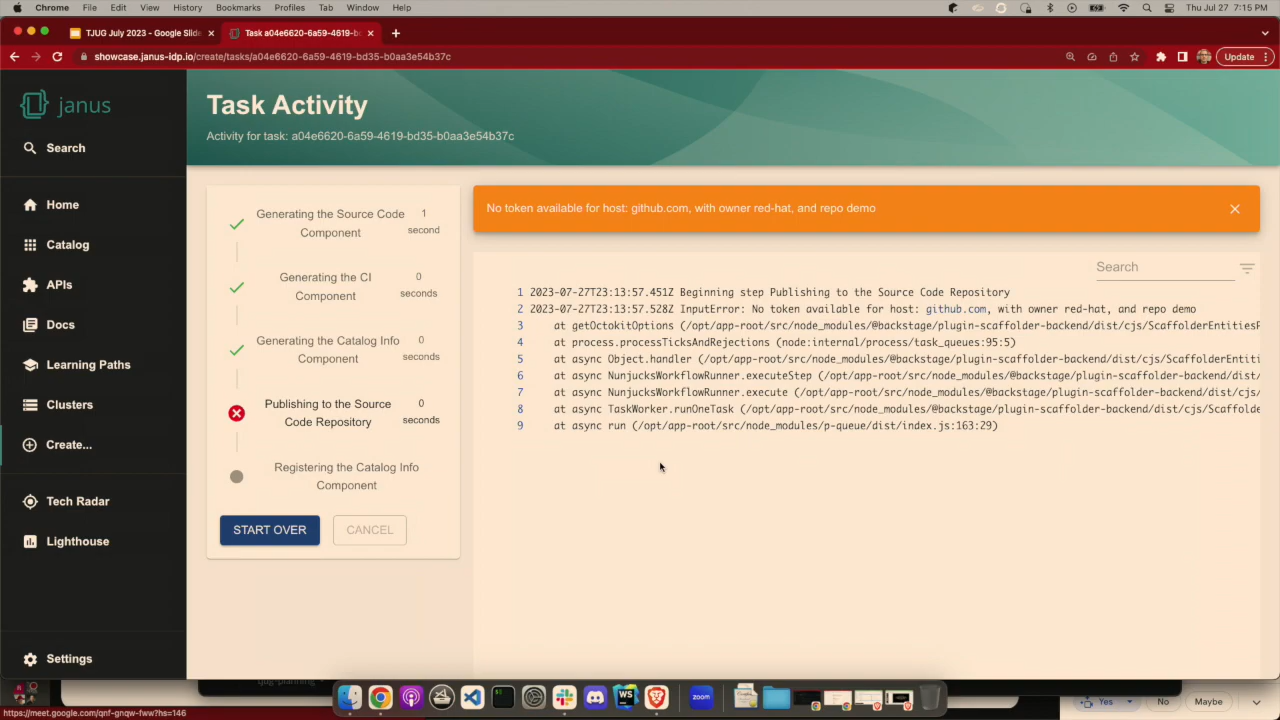 Chrome File Edit View History Bookmarks Profiles Tab Window Help
Thu Jul 27 7:15 PM
TJUG July 2023 - Google Slide
Task a04e6620-6a59-4619-b
showcase.janus-idp.io/create/tasks/a04e6620-6a59-4619-bd35-b0aa3e54b37c
Update
janus
Search
Home
Catalog
APIs
Docs
Learning Paths
Clusters
Create...
Tech Radar
Lighthouse
Settings
Task Activity
Activity for task: a04e6620-6a59-4619-bd35-b0aa3e54b37c
Generating the Source Code
Component
1
second
Generating the CI
Component
0
seconds
Generating the Catalog Info
Component
0
seconds
Publishing to the Source
Code Repository
0
seconds
Registering the Catalog Info
Component
START OVER
CANCEL
No token available for host: github.com, with owner red-hat, and repo demo
Search
1 2023-07-27T23:13:57.451Z Beginning step Publishing to the Source Code Repository
2 2023-07-27T23:13:57.528Z InputError: No token available for host: github.com, with owner red-hat, and repo demo
3 at getOctokitOptions (/opt/app-root/src/node_modules/@backstage/plugin-scaffolder-backend/dist/cjs/ScaffolderEntitiesP
4 at process.processTicksAndRejections (node:internal/process/task_queues:95:5)
5 at async Object.handler (/opt/app-root/src/node_modules/@backstage/plugin-scaffolder-backend/dist/cjs/ScaffolderEntiti
6 at async NunjucksWorkflowRunner.executeStep (/opt/app-root/src/node_modules/@backstage/plugin-scaffolder-backend/dist/
7 at async NunjucksWorkflowRunner.execute (/opt/app-root/src/node_modules/@backstage/plugin-scaffolder-backend/dist/cjs/
8 at async TaskWorker.runOneTask (/opt/app-root/src/node_modules/@backstage/plugin-scaffolder-backend/dist/cjs/Scaffolde
9 at async run (/opt/app-root/src/node_modules/p-queue/dist/index.js:163:29)
zoom
Yes No Maybe
https://meet.google.com/qnf-gnqw-fww?hs=146